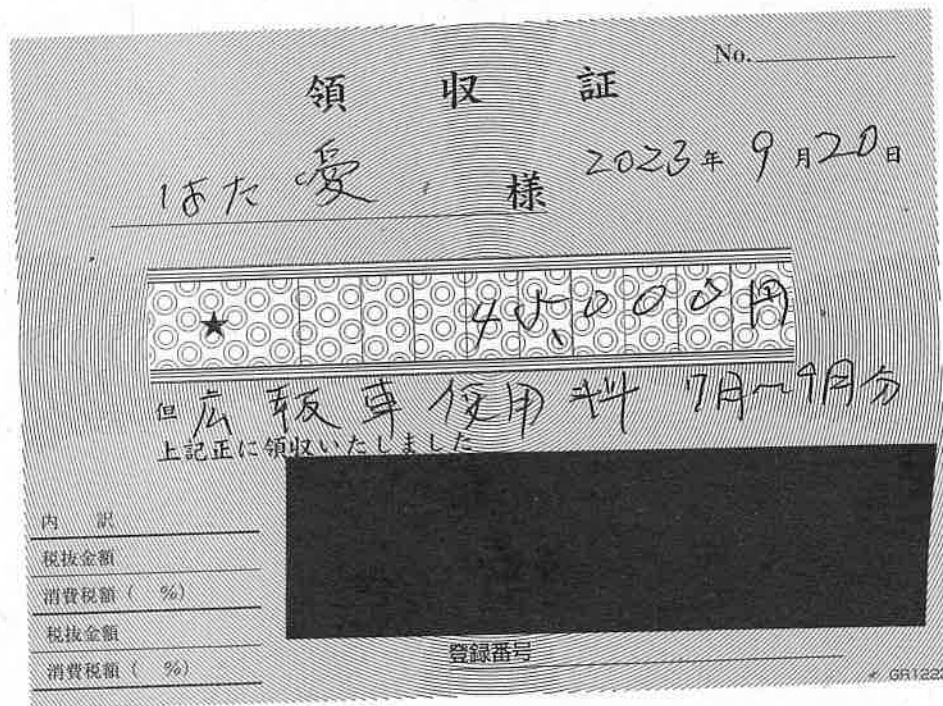 No.
領 収 証
2023年 9月20日
はた 愛 様
★ 45,000円
但 広報車使用料 7月〜9月分
上記正に領収いたしました
内 訳
税抜金額
消費税額 ( %)
税抜金額
消費税額 ( %)
登録番号
GR1222